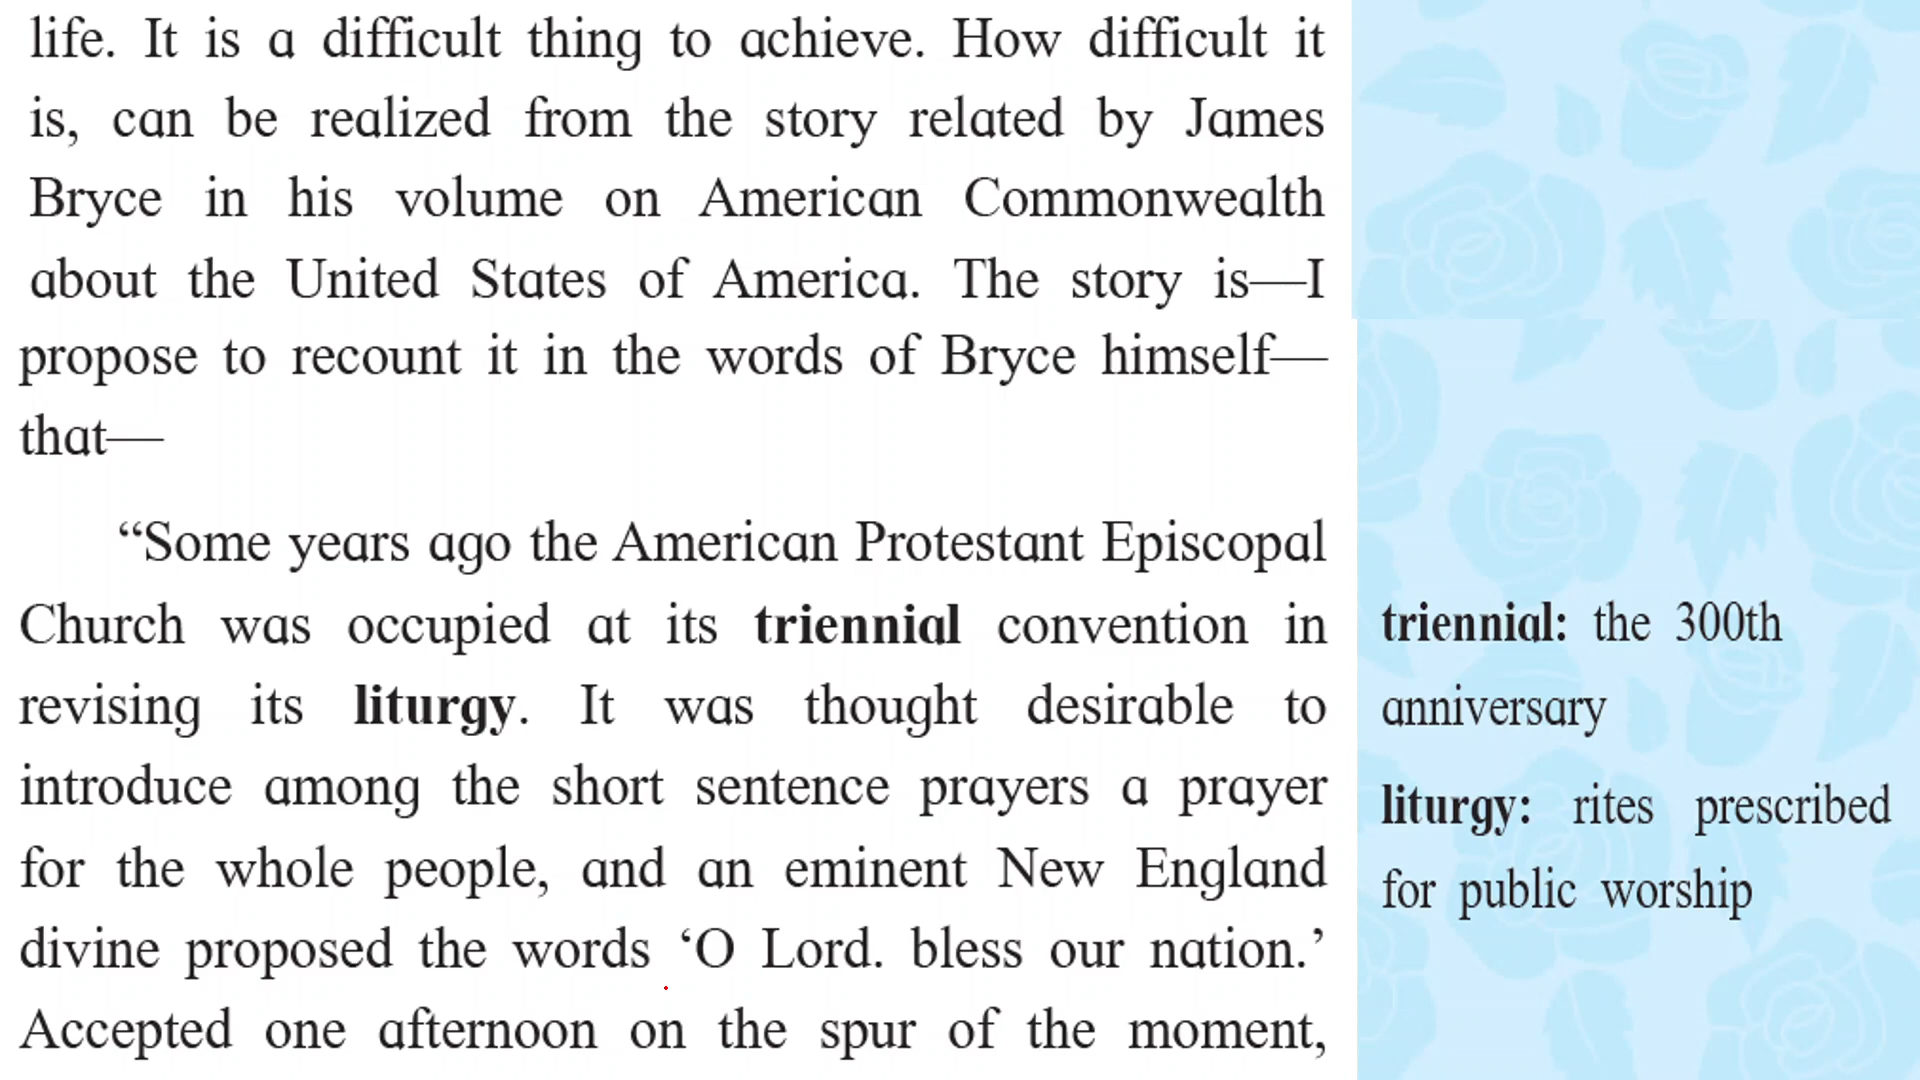 life. It is a difficult thing to achieve. How difficult it
is, can be realized from the story related by James
Bryce in his volume on American Commonwealth
about the United States of America. The story is—I
propose to recount it in the words of Bryce himself—
that—
“Some years ago the American Protestant Episcopal
Church was occupied at its triennial convention in
revising its liturgy. It was thought desirable to
introduce among the short sentence prayers a prayer
for the whole people, and an eminent New England
divine proposed the words ‘O Lord. bless our nation.’
Accepted one afternoon on the spur of the moment,
triennial: the 300th
anniversary
liturgy: rites prescribed
for public worship